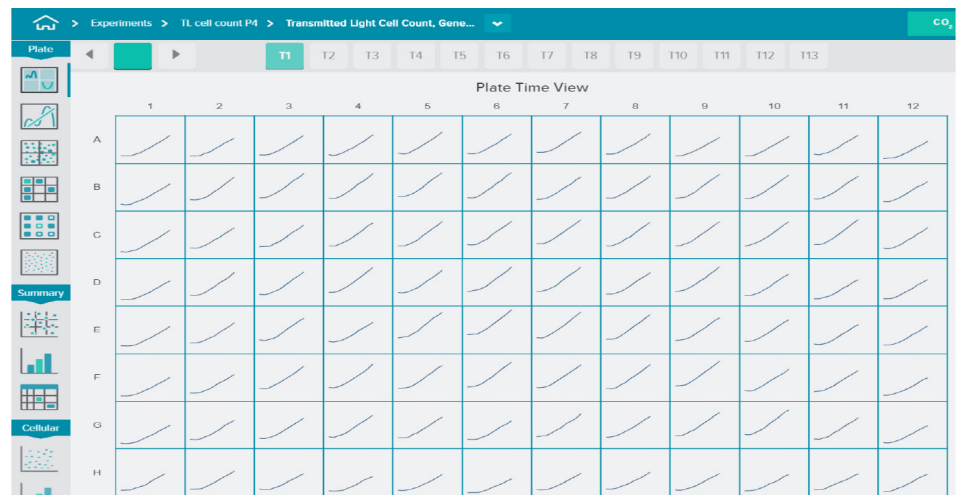 > Experiments > TL cell count P4 > Transmitted Light Cell Count, Gene...
CO2
Plate
T1 T2 T3 T4 T5 T6 T7 T8 T9 T10 T11 T12 T13
Plate Time View
1 2 3 4 5 6 7 8 9 10 11 12
A
B
C
D
Summary
E
F
Cellular
G
H